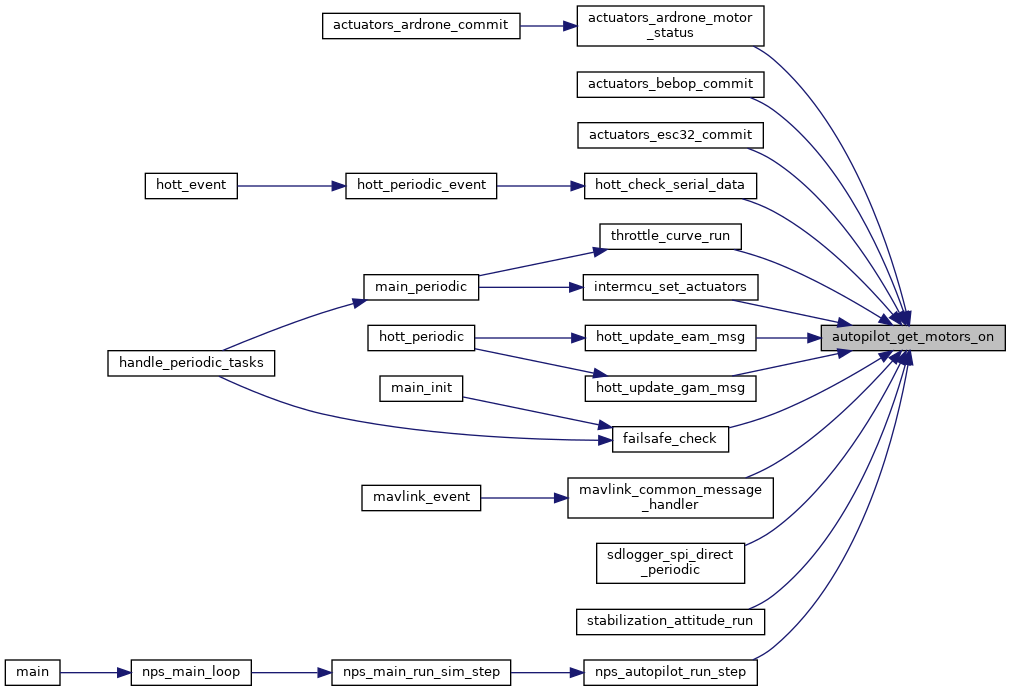 actuators_ardrone_motor
_status
actuators_ardrone_commit
actuators_bebop_commit
actuators_esc32_commit
hott_event
hott_periodic_event
hott_check_serial_data
throttle_curve_run
main_periodic
intermcu_set_actuators
autopilot_get_motors_on
hott_periodic
hott_update_eam_msg
handle_periodic_tasks
main_init
hott_update_gam_msg
failsafe_check
mavlink_event
mavlink_common_message
_handler
sdlogger_spi_direct
_periodic
stabilization_attitude_run
main
nps_main_loop
nps_main_run_sim_step
nps_autopilot_run_step